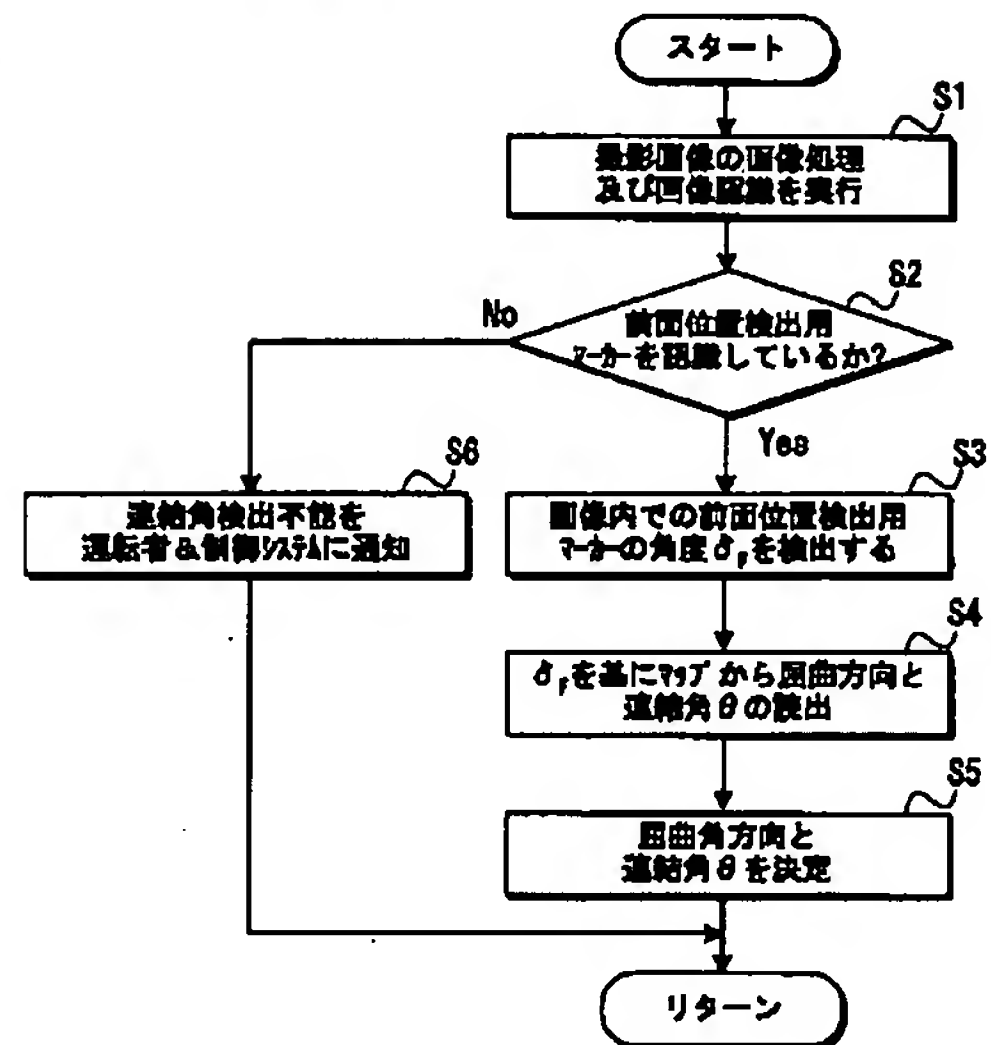 スタート
S1
撮影画像の画像処理
及び画像認識を実行
S2
前面位置検出用
マーカーを認識しているか?
No
Yes
S6
連結角検出不能を
運転者&制御システムに通知
S3
画像内での前面位置検出用
マーカーの角度δFを検出する
S4
δFを基にマップから屈曲方向と
連結角θの読出
S5
屈曲角方向と
連結角θを決定
リターン